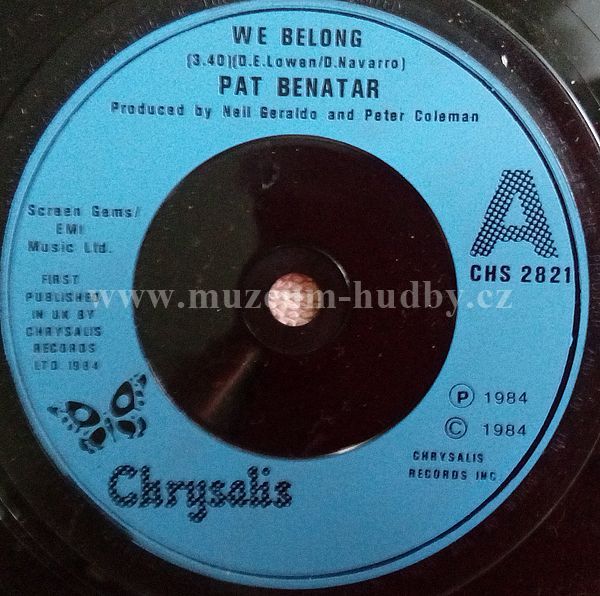 WE BELONG
(3.40)(D.E.Lowen/D.Navarro)
PAT BENATAR
Produced by Neil Geraldo and Peter Coleman
A
CHS 2821
Screen Gems/
EMI
Music Ltd.
FIRST
PUBLISHED
IN UK BY
CHRYSALIS
RECORDS
LTD. 1984
www.muzeum-hudby.cz
Ⓟ 1984
© 1984
CHRYSALIS
RECORDS INC
Chrysalis